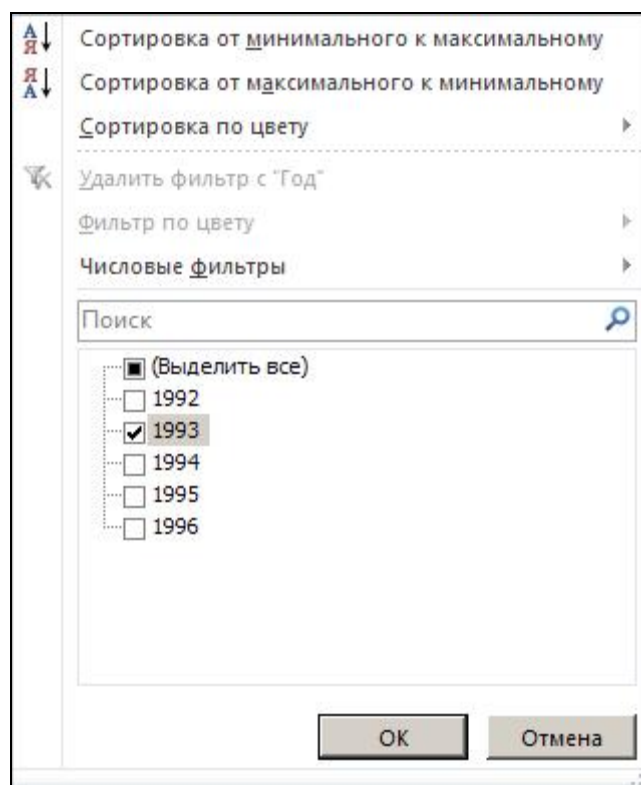 Сортировка от минимального к максимальному
Сортировка от максимального к минимальному
Сортировка по цвету
Удалить фильтр с "Год"
Фильтр по цвету
Числовые фильтры
Поиск
(Выделить все)
1992
1993
1994
1995
1996
ОК Отмена